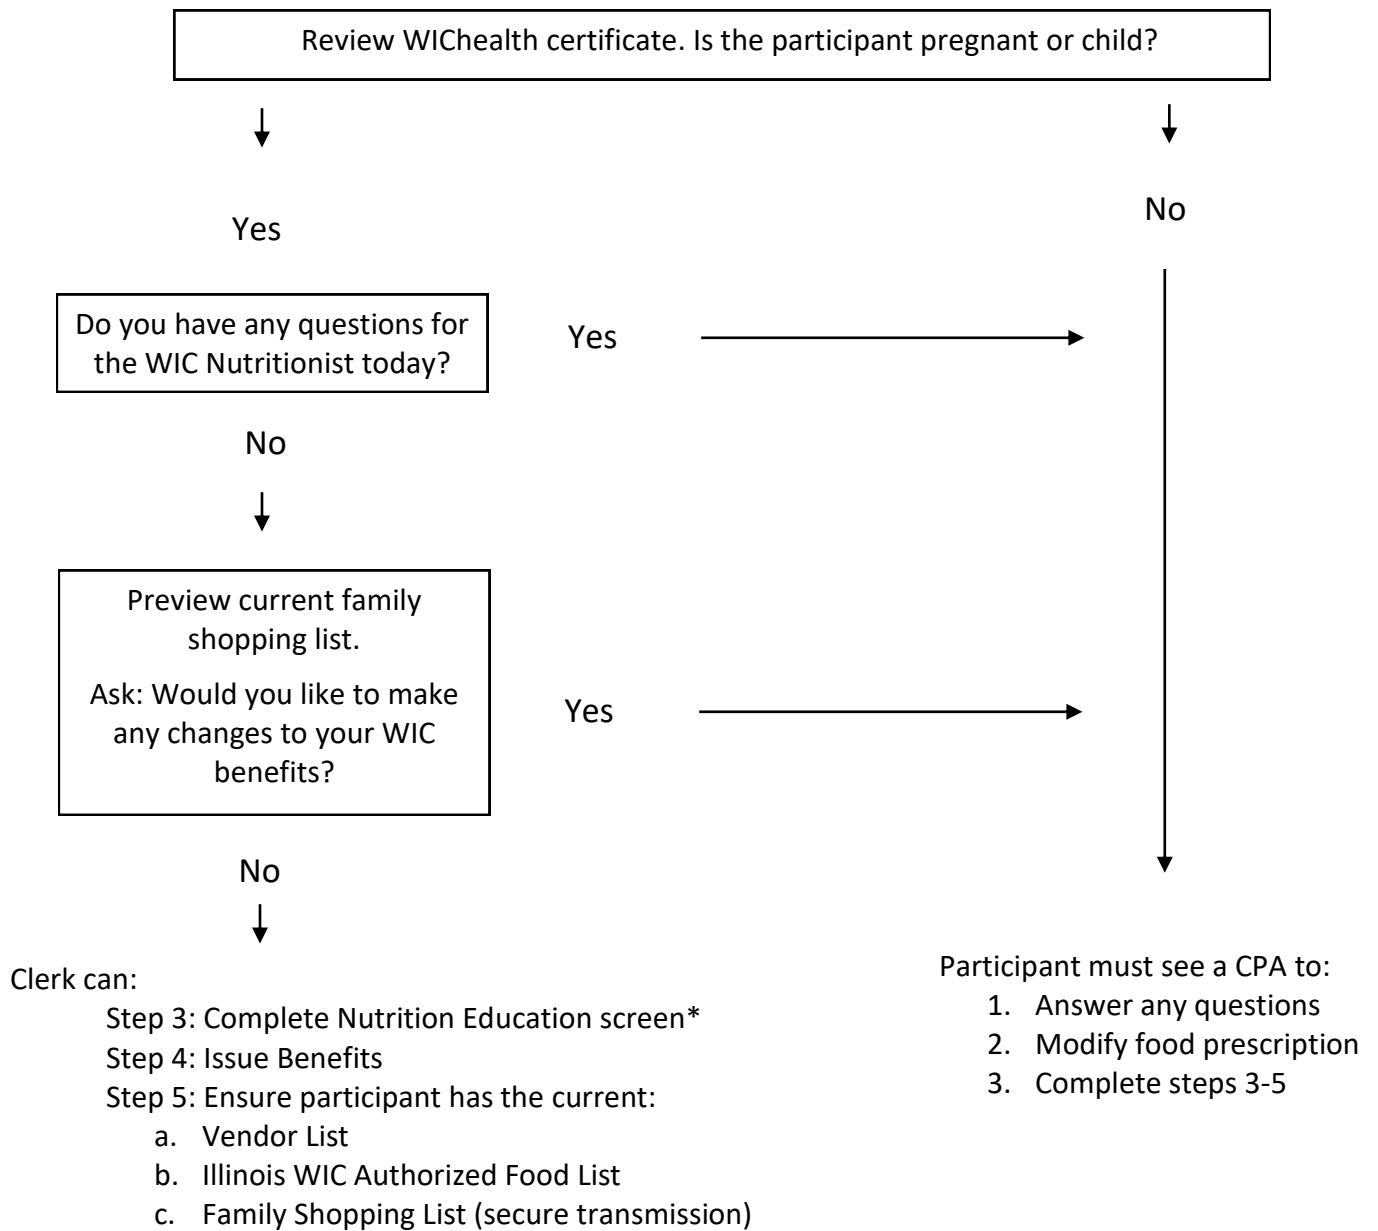 Review WIChealth certificate. Is the participant pregnant or child?
Yes
No
Do you have any questions for
the WIC Nutritionist today?
Yes
No
Preview current family
shopping list.
Ask: Would you like to make
any changes to your WIC
benefits?
Yes
No
Clerk can:
Step 3: Complete Nutrition Education screen*
Step 4: Issue Benefits
Step 5: Ensure participant has the current:
a. Vendor List
b. Illinois WIC Authorized Food List
c. Family Shopping List (secure transmission)
Participant must see a CPA to:
1. Answer any questions
2. Modify food prescription
3. Complete steps 3-5